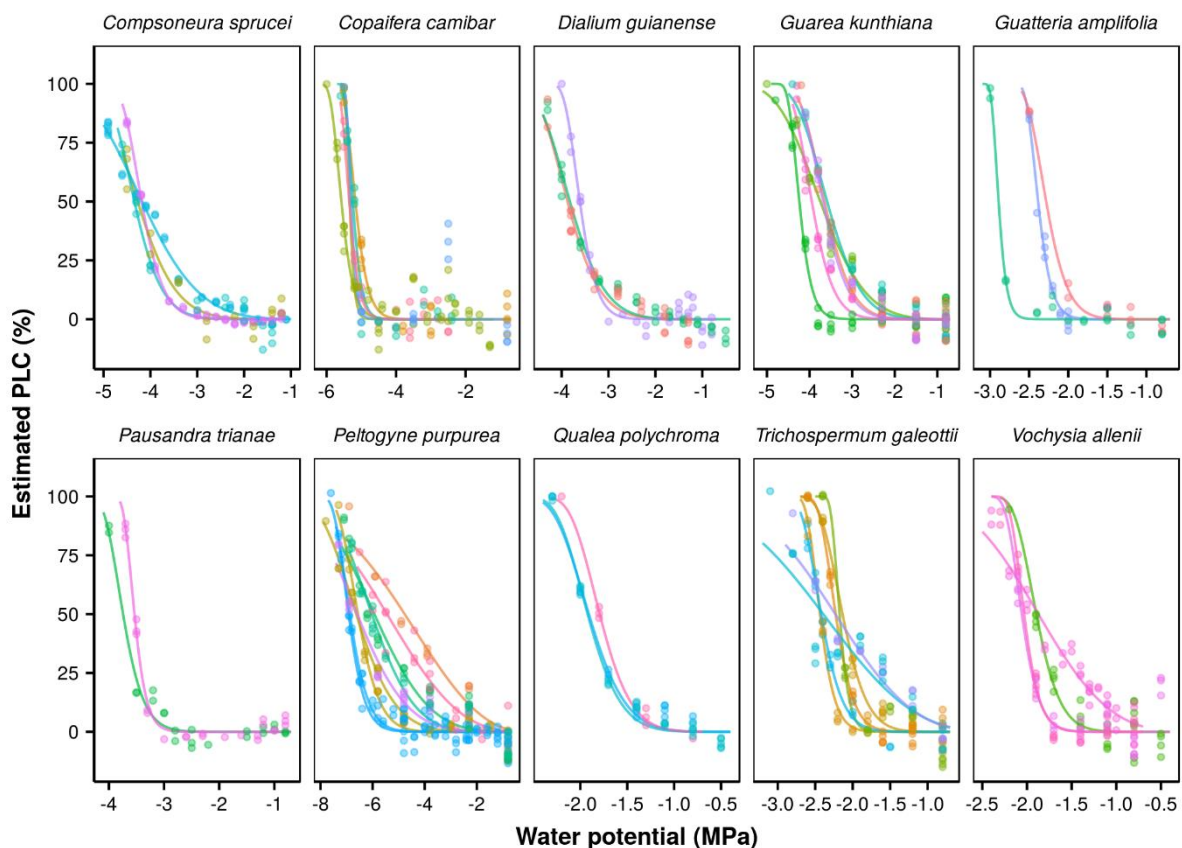 Compsoneura sprucei Copaifera camibar Dialium guianense Guarea kunthiana Guatteria amplifolia
100
75
50
25
0
-5 -4 -3 -2 -1 -6 -4 -2 -4 -3 -2 -1 -5 -4 -3 -2 -1 -3.0 -2.5 -2.0 -1.5 -1.0
Estimated PLC (%)
Pausandra trianae Peltogyne purpurea Qualea polychroma Trichospermum galeottii Vochysia allenii
100
75
50
25
0
-4 -3 -2 -1 -8 -6 -4 -2 -2.0 -1.5 -1.0 -0.5 -3.0 -2.5 -2.0 -1.5 -1.0 -2.5 -2.0 -1.5 -1.0 -0.5
Water potential (MPa)